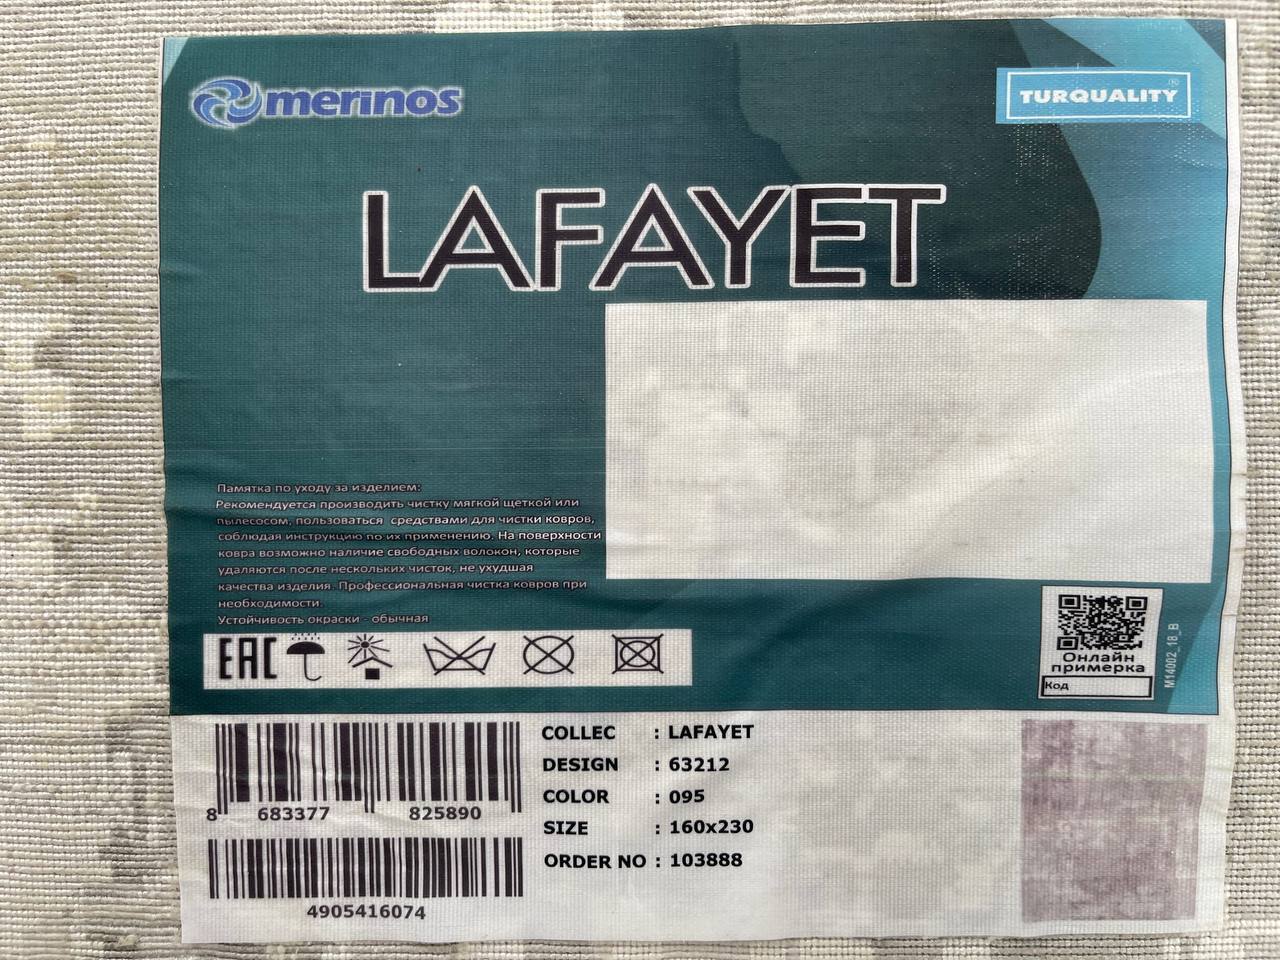 merinos
TURQUALITY®
LAFAYET
Памятка по уходу за изделием:
Рекомендуется производить чистку мягкой щеткой или
пылесосом, пользоваться средствами для чистки ковров,
соблюдая инструкцию по их применению. На поверхности
ковра возможно наличие свободных волокон, которые
удаляются после нескольких чисток, не ухудшая
качества изделия. Профессиональная чистка ковров при
необходимости.
Устойчивость окраски - обычная
EAC
Онлайн
примерка
Код
M14002_18_B
8 683377 825890
4905416074
COLLEC : LAFAYET
DESIGN : 63212
COLOR : 095
SIZE : 160x230
ORDER NO : 103888